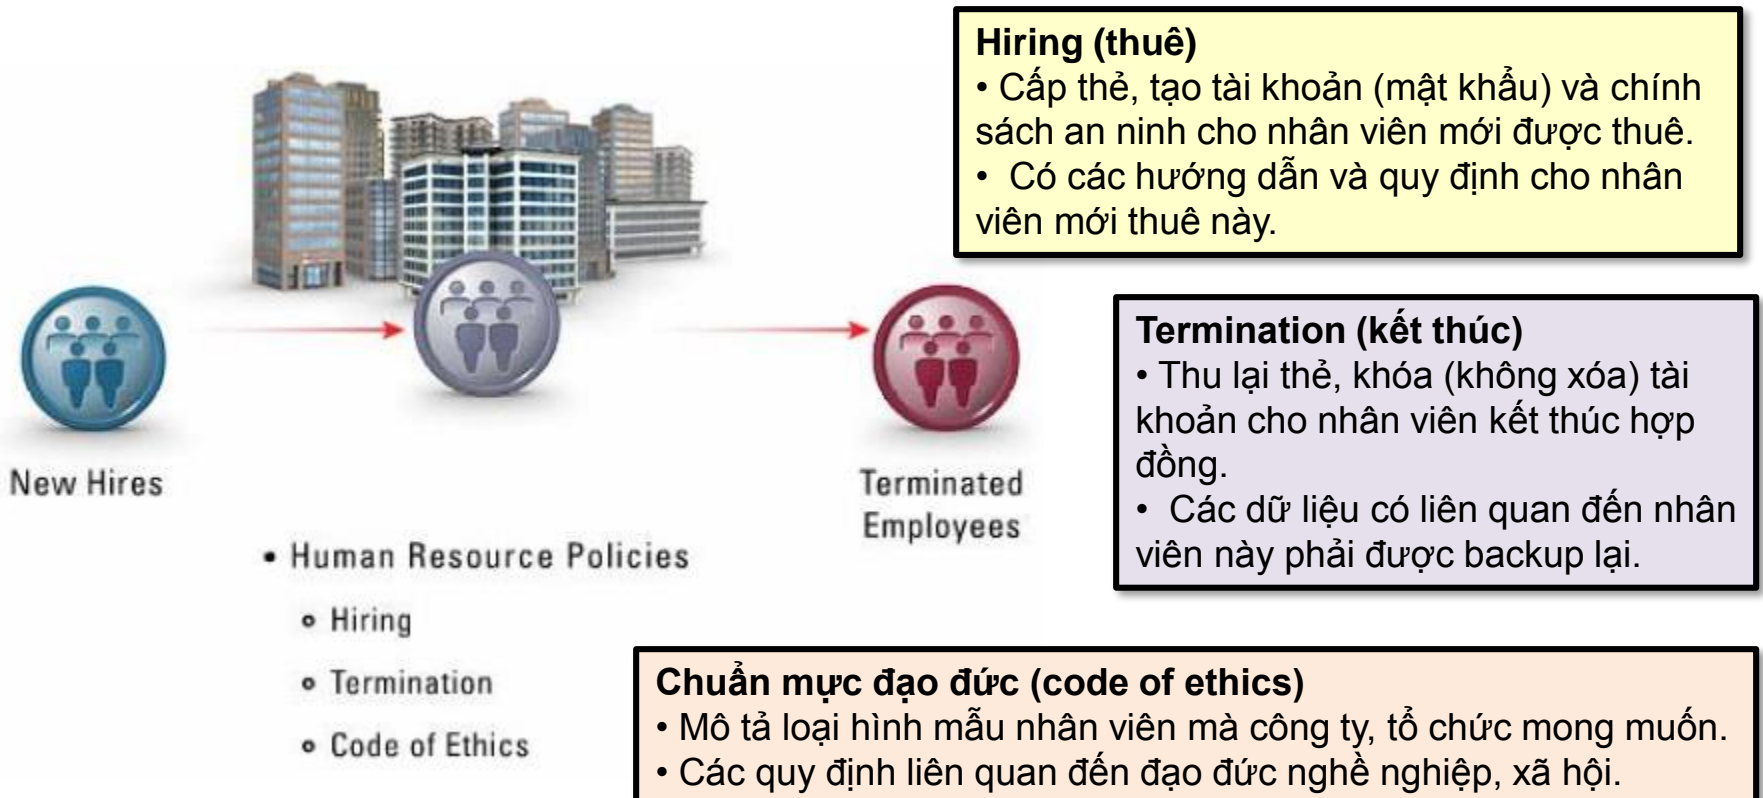 Hiring (thuê)
• Cấp thẻ, tạo tài khoản (mật khẩu) và chính
sách an ninh cho nhân viên mới được thuê.
• Có các hướng dẫn và quy định cho nhân
viên mới thuê này.
New Hires
Terminated
Employees
Termination (kết thúc)
• Thu lại thẻ, khóa (không xóa) tài
khoản cho nhân viên kết thúc hợp
đồng.
• Các dữ liệu có liên quan đến nhân
viên này phải được backup lại.
• Human Resource Policies
∘ Hiring
∘ Termination
∘ Code of Ethics
Chuẩn mực đạo đức (code of ethics)
• Mô tả loại hình mẫu nhân viên mà công ty, tổ chức mong muốn.
• Các quy định liên quan đến đạo đức nghề nghiệp, xã hội.